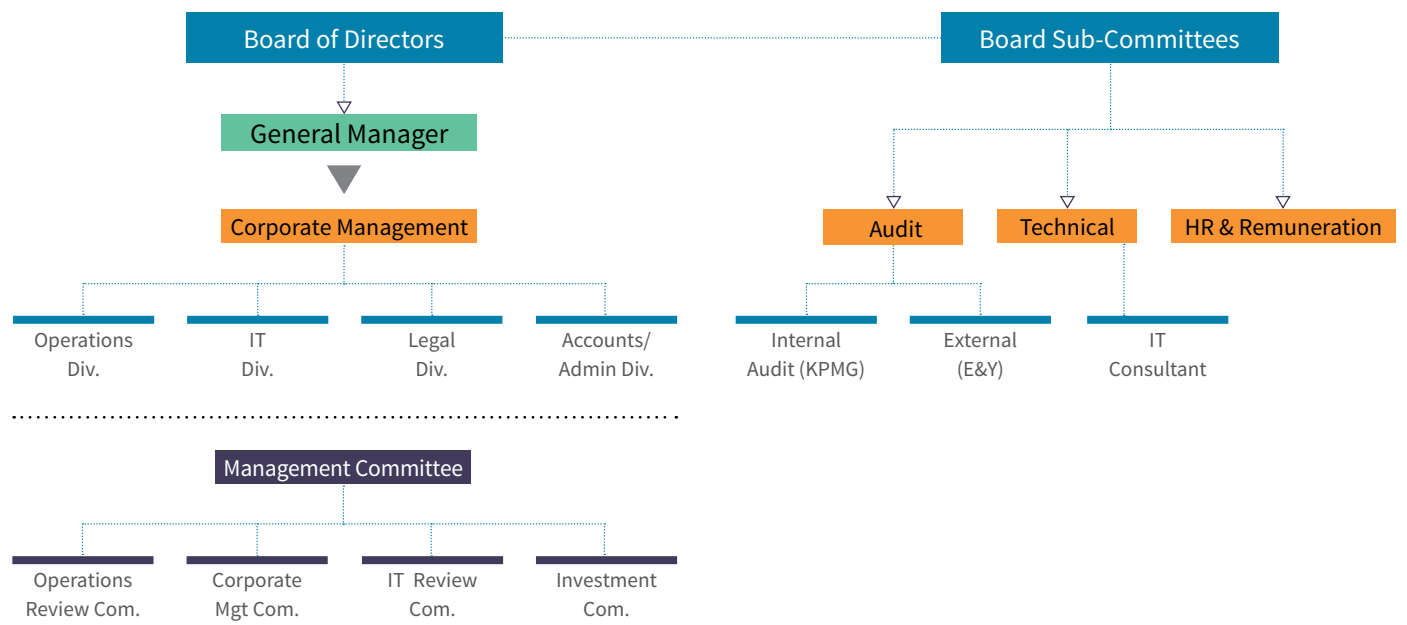 Board of Directors
Board Sub-Committees
General Manager
Corporate Management
Audit
Technical
HR & Remuneration
Operations
Div.
IT
Div.
Legal
Div.
Accounts/
Admin Div.
Internal
Audit (KPMG)
External
(E&Y)
IT
Consultant
Management Committee
Operations
Review Com.
Corporate
Mgt Com.
IT Review
Com.
Investment
Com.